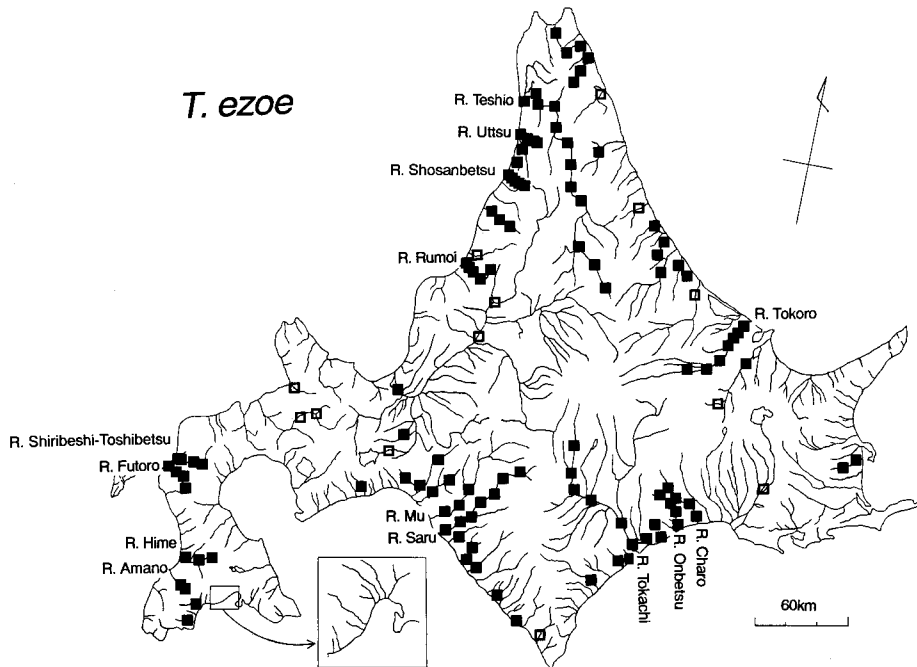 T. ezoe
R. Teshio
R. Uttsu
R. Shosanbetsu
R. Rumoi
R. Tokoro
R. Shiribeshi-Toshibetsu
R. Futoro
R. Mu
R. Saru
R. Hime
R. Amano
R. Tokachi
R. Onbetsu
R. Charo
60km